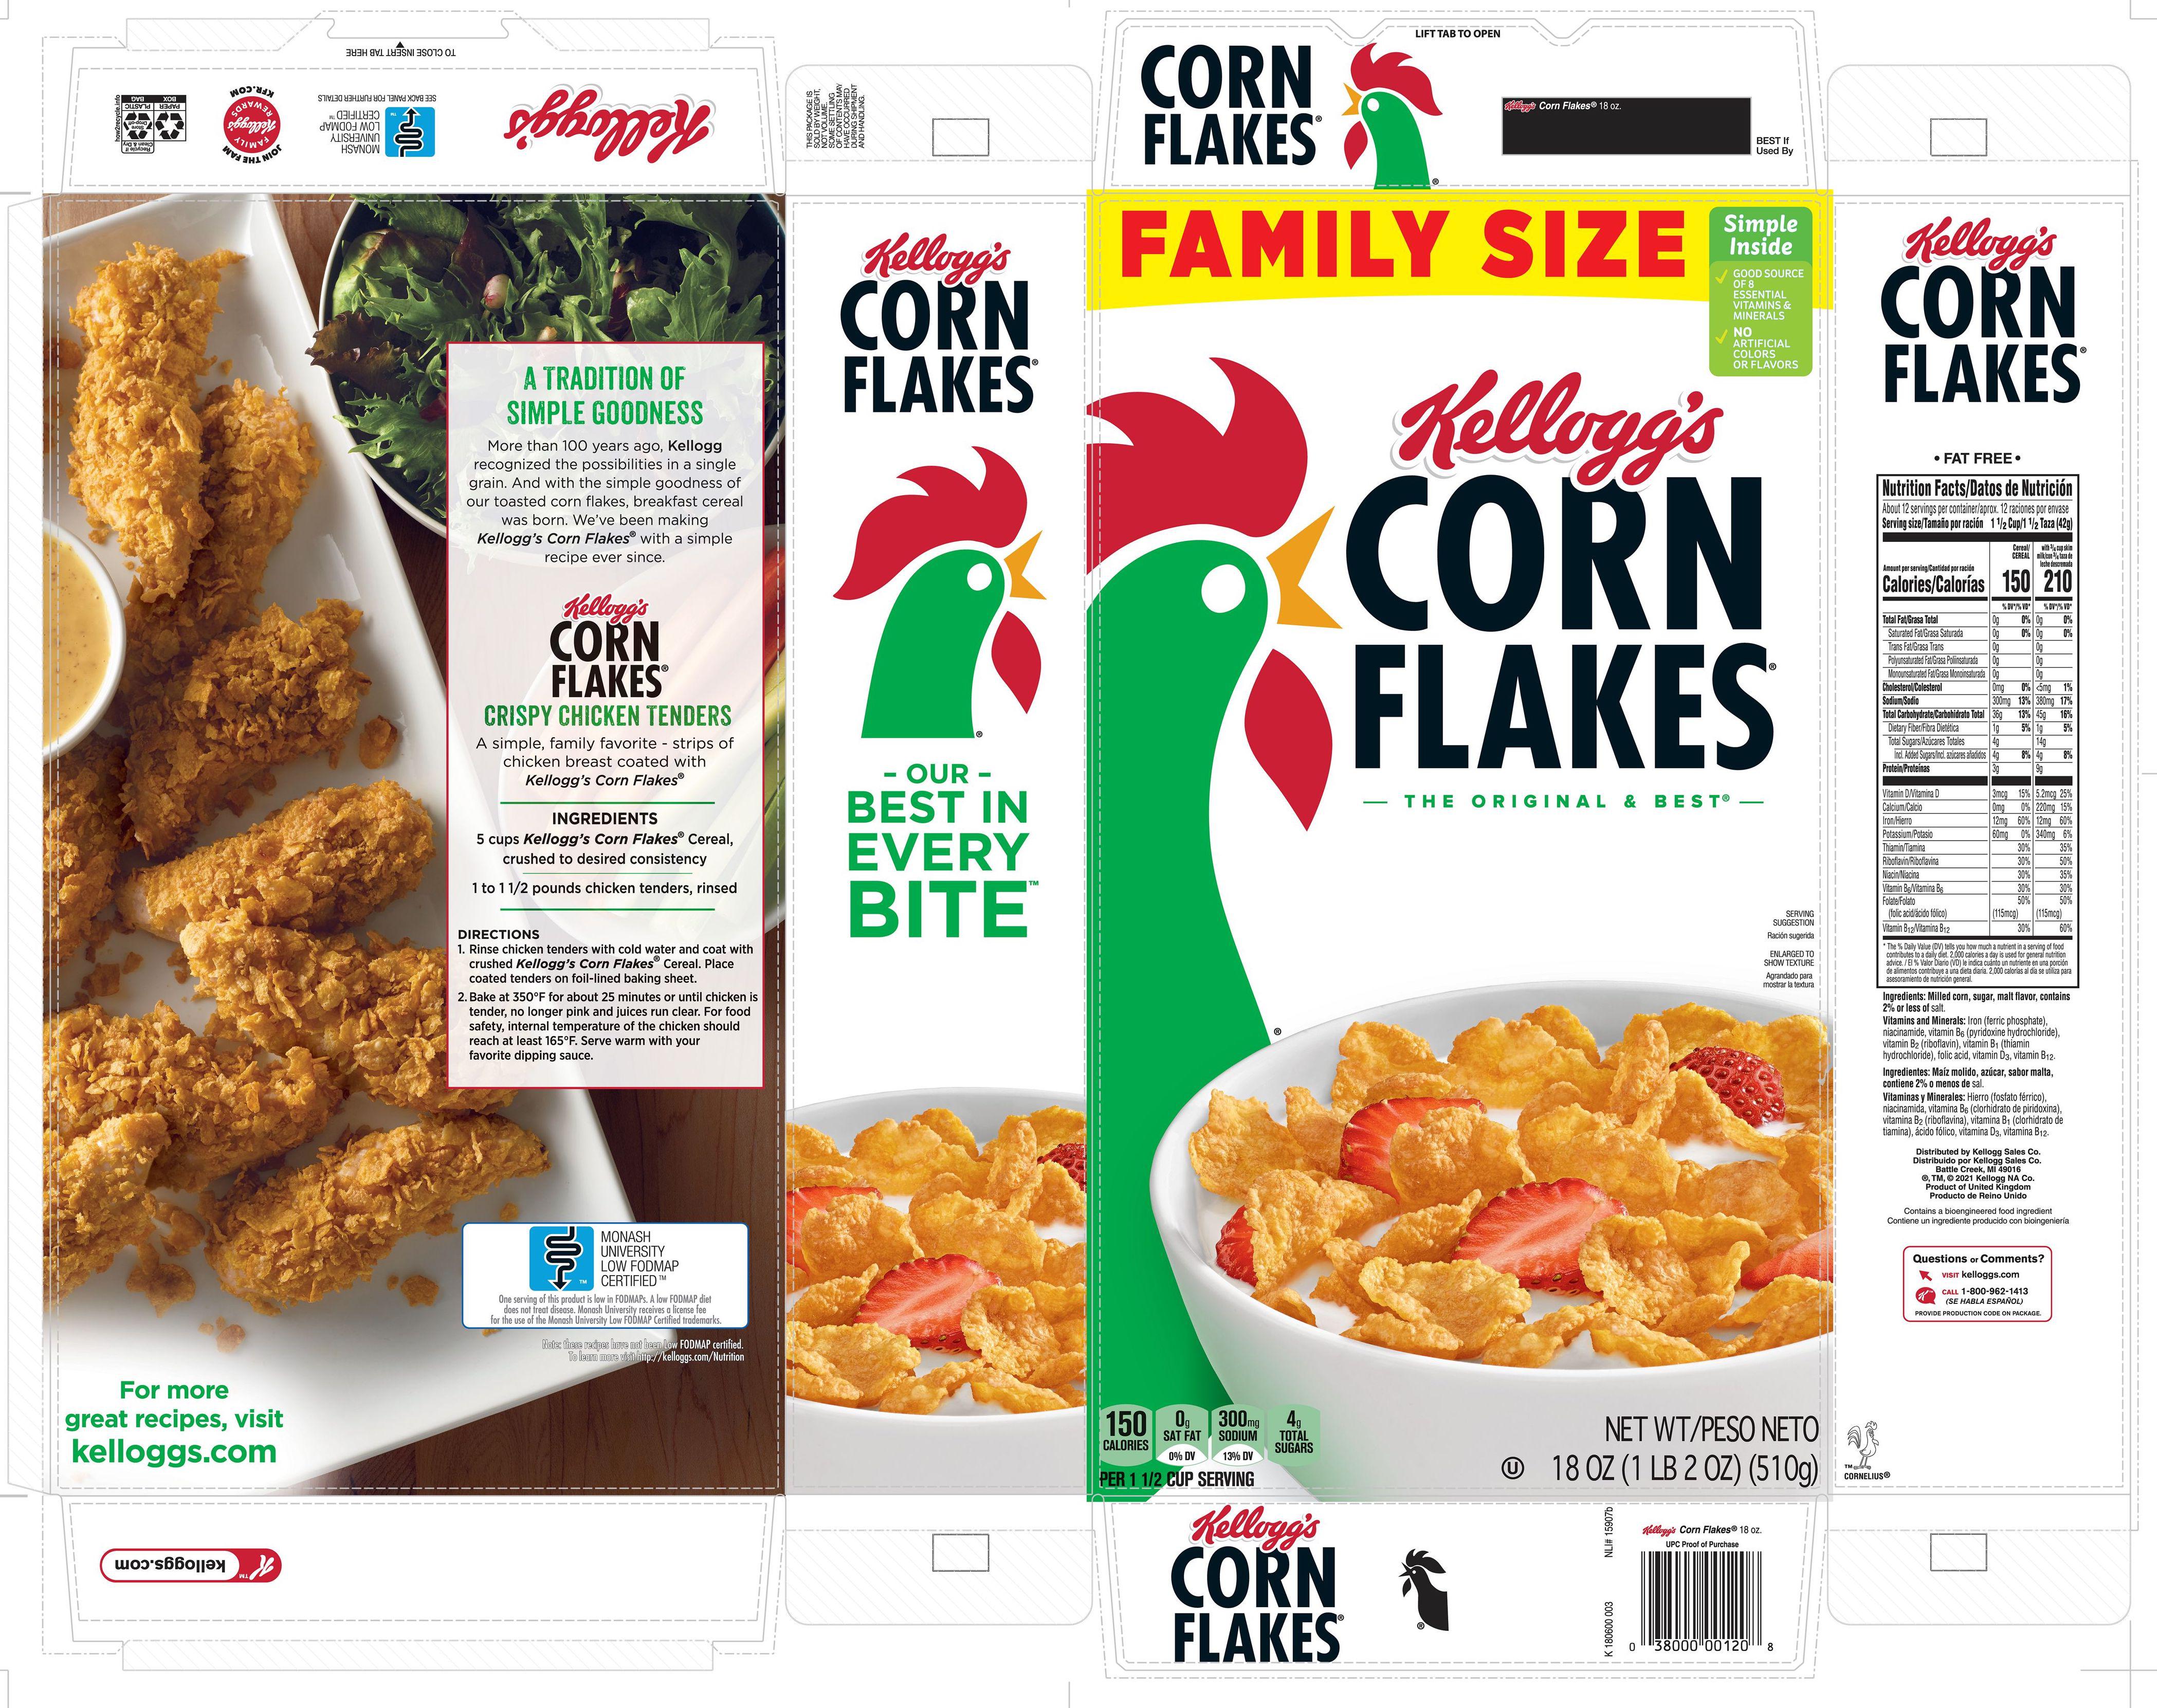 TO CLOSE INSERT TAB HERE
Kellogg's
MONASH
UNIVERSITY
LOW FODMAP
CERTIFIED™
SEE BACK PANEL FOR FURTHER DETAILS
JOIN THE FAM
Kellogg's
FAMILY
REWARDS
KFR.COM
Recycle if
Clean & Dry
Store
Drop-off
PAPER
BOX
PLASTIC
BAG
how2recycle.info
A TRADITION OF
SIMPLE GOODNESS
More than 100 years ago, Kellogg
recognized the possibilities in a single
grain. And with the simple goodness of
our toasted corn flakes, breakfast cereal
was born. We've been making
Kellogg's Corn Flakes® with a simple
recipe ever since.
Kellogg's
CORN
FLAKES®
CRISPY CHICKEN TENDERS
A simple, family favorite - strips of
chicken breast coated with
Kellogg's Corn Flakes®
INGREDIENTS
5 cups Kellogg's Corn Flakes® Cereal,
crushed to desired consistency
1 to 1 1/2 pounds chicken tenders, rinsed
DIRECTIONS
1. Rinse chicken tenders with cold water and coat with
crushed Kellogg's Corn Flakes® Cereal. Place
coated tenders on foil-lined baking sheet.
2. Bake at 350°F for about 25 minutes or until chicken is
tender, no longer pink and juices run clear. For food
safety, internal temperature of the chicken should
reach at least 165°F. Serve warm with your
favorite dipping sauce.
MONASH
UNIVERSITY
LOW FODMAP
CERTIFIED™
™
One serving of this product is low in FODMAPs. A low FODMAP diet
does not treat disease. Monash University receives a license fee
for the use of the Monash University Low FODMAP Certified trademarks.
Note: these recipes have not been Low FODMAP certified.
To learn more visit http://kelloggs.com/Nutrition
For more
great recipes, visit
kelloggs.com
K™ kelloggs.com
THIS PACKAGE IS
SOLD BY WEIGHT,
NOT VOLUME.
SOME SETTLING
OF CONTENTS MAY
HAVE OCCURRED
DURING SHIPMENT
AND HANDLING.
Kellogg's
CORN
FLAKES®
®
- OUR -
BEST IN
EVERY
BITE™
LIFT TAB TO OPEN
CORN
FLAKES®
®
Kellogg's Corn Flakes® 18 oz.
BEST If
Used By
FAMILY SIZE
Simple
Inside
✓ GOOD SOURCE
OF 8
ESSENTIAL
VITAMINS &
MINERALS
✓ NO
ARTIFICIAL
COLORS
OR FLAVORS
Kellogg's
CORN
FLAKES®
— THE ORIGINAL & BEST® —
SERVING
SUGGESTION
Ración sugerida
ENLARGED TO
SHOW TEXTURE
Agrandado para
mostrar la textura
®
150
CALORIES
0g
SAT FAT
0% DV
300mg
SODIUM
13% DV
4g
TOTAL
SUGARS
PER 1 1/2 CUP SERVING
NET WT/PESO NETO
U 18 OZ (1 LB 2 OZ) (510g)
Kellogg's
CORN
FLAKES®
®
K 180600 003
NLI# 15907b
Kellogg's Corn Flakes® 18 oz.
UPC Proof of Purchase
0 38000 00120 8
Kellogg's
CORN
FLAKES®
• FAT FREE •
Nutrition Facts/Datos de Nutrición
About 12 servings per container/aprox. 12 raciones por envase
Serving size/Tamaño por ración 1 1/2 Cup/1 1/2 Taza (42g)
Cereal/
CEREAL
with 3/4 cup skim
milk/con 3/4 taza de
leche descremada
Amount per serving/Cantidad por ración
Calories/Calorías 150 210
% DV*/% VD* % DV*/% VD*
Total Fat/Grasa Total 0g 0% 0g 0%
Saturated Fat/Grasa Saturada 0g 0% 0g 0%
Trans Fat/Grasa Trans 0g 0g
Polyunsaturated Fat/Grasa Poliinsaturada 0g 0g
Monounsaturated Fat/Grasa Monoinsaturada 0g 0g
Cholesterol/Colesterol 0mg 0% <5mg 1%
Sodium/Sodio 300mg 13% 380mg 17%
Total Carbohydrate/Carbohidrato Total 36g 13% 45g 16%
Dietary Fiber/Fibra Dietética 1g 5% 1g 5%
Total Sugars/Azúcares Totales 4g 14g
Incl. Added Sugars/Incl. azúcares añadidos 4g 8% 4g 8%
Protein/Proteínas 3g 9g
Vitamin D/Vitamina D 3mcg 15% 5.2mcg 25%
Calcium/Calcio 0mg 0% 220mg 15%
Iron/Hierro 12mg 60% 12mg 60%
Potassium/Potasio 60mg 0% 340mg 6%
Thiamin/Tiamina 30% 35%
Riboflavin/Riboflavina 30% 50%
Niacin/Niacina 30% 35%
Vitamin B6/Vitamina B6 30% 30%
Folate/Folato 50% 50%
(folic acid/ácido fólico) (115mcg) (115mcg)
Vitamin B12/Vitamina B12 30% 60%
* The % Daily Value (DV) tells you how much a nutrient in a serving of food
contributes to a daily diet. 2,000 calories a day is used for general nutrition
advice. / El % Valor Diario (VD) le indica cuánto un nutriente en una porción
de alimentos contribuye a una dieta diaria. 2,000 calorías al día se utiliza para
asesoramiento de nutrición general.
Ingredients: Milled corn, sugar, malt flavor, contains
2% or less of salt.
Vitamins and Minerals: Iron (ferric phosphate),
niacinamide, vitamin B6 (pyridoxine hydrochloride),
vitamin B2 (riboflavin), vitamin B1 (thiamin
hydrochloride), folic acid, vitamin D3, vitamin B12.
Ingredientes: Maíz molido, azúcar, sabor malta,
contiene 2% o menos de sal.
Vitaminas y Minerales: Hierro (fosfato férrico),
niacinamida, vitamina B6 (clorhidrato de piridoxina),
vitamina B2 (riboflavina), vitamina B1 (clorhidrato de
tiamina), ácido fólico, vitamina D3, vitamina B12.
Distributed by Kellogg Sales Co.
Distribuido por Kellogg Sales Co.
Battle Creek, MI 49016
®, TM, © 2021 Kellogg NA Co.
Product of United Kingdom
Producto de Reino Unido
Contains a bioengineered food ingredient
Contiene un ingrediente producido con bioingeniería
Questions or Comments?
VISIT kelloggs.com
CALL 1-800-962-1413
(SE HABLA ESPAÑOL)
PROVIDE PRODUCTION CODE ON PACKAGE.
™
CORNELIUS®